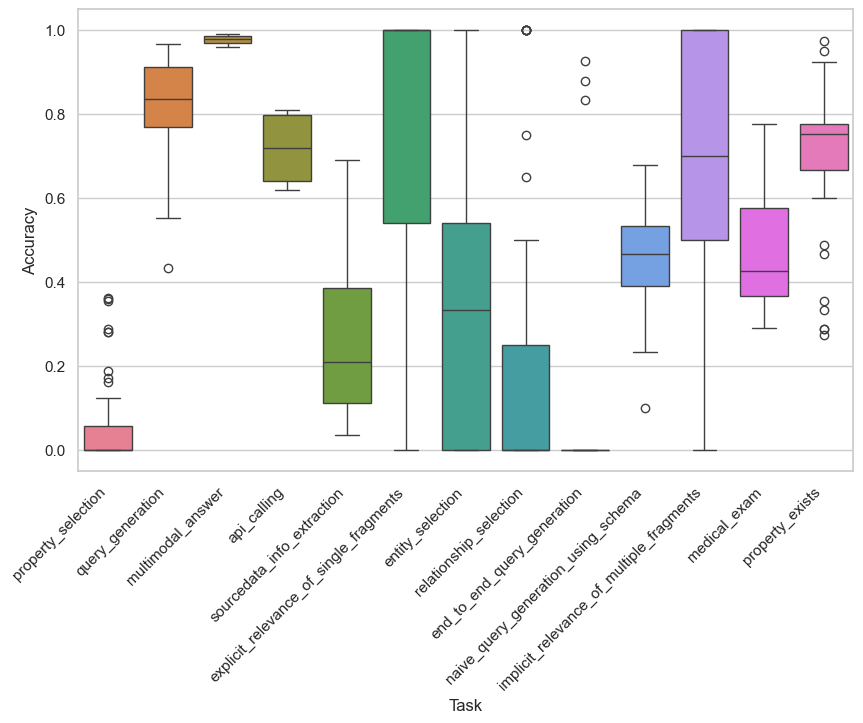 1.0
0.8
0.6
0.4
0.2
0.0
Accuracy
property_selection
query_generation
multimodal_answer
api_calling
sourcedata_info_extraction
explicit_relevance_of_single_fragments
entity_selection
relationship_selection
end_to_end_query_generation
naive_query_generation_using_schema
implicit_relevance_of_multiple_fragments
medical_exam
property_exists
Task